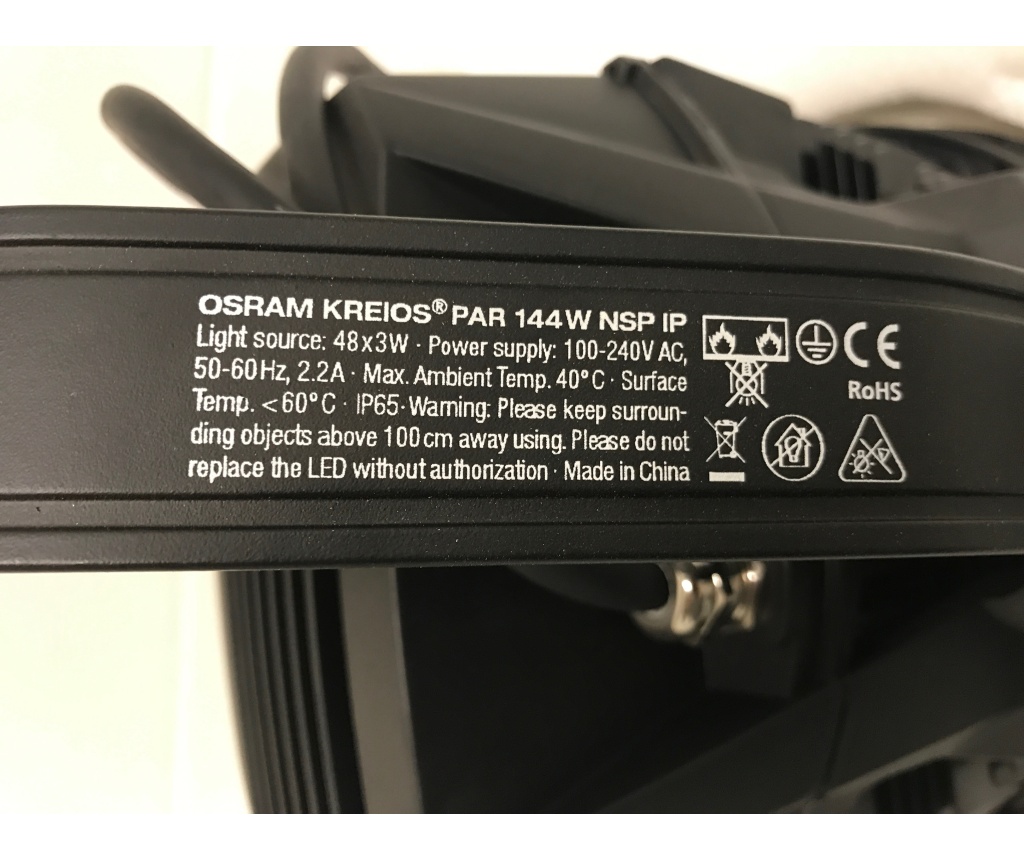 OSRAM KREIOS® PAR 144W NSP IP
Light source: 48x3W · Power supply: 100-240V AC,
50-60Hz, 2.2A · Max. Ambient Temp. 40°C · Surface
Temp. <60°C · IP65·Warning: Please keep surroun-
ding objects above 100cm away using. Please do not
replace the LED without authorization · Made in China
CE
RoHS